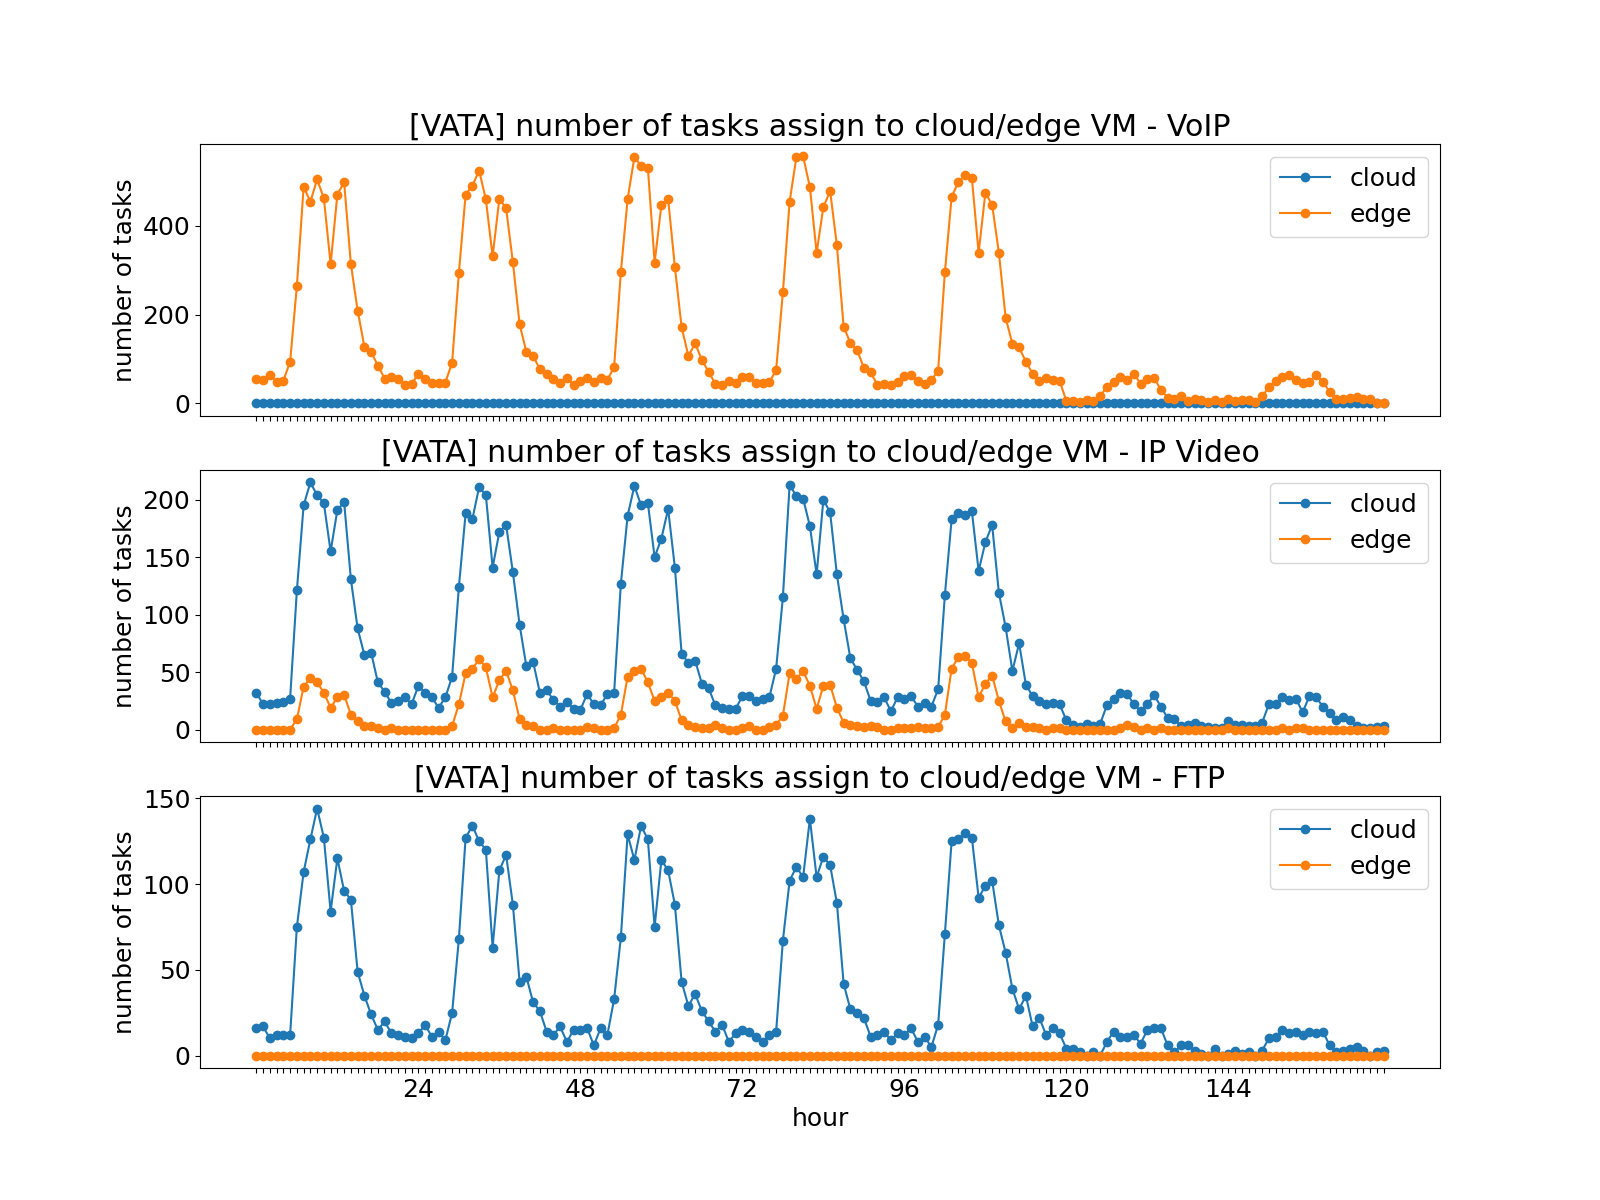 [VATA] number of tasks assign to cloud/edge VM - VoIP
number of tasks
400
200
0
cloud
edge
[VATA] number of tasks assign to cloud/edge VM - IP Video
number of tasks
200
150
100
50
0
cloud
edge
[VATA] number of tasks assign to cloud/edge VM - FTP
number of tasks
150
100
50
0
cloud
edge
24 48 72 96 120 144
hour